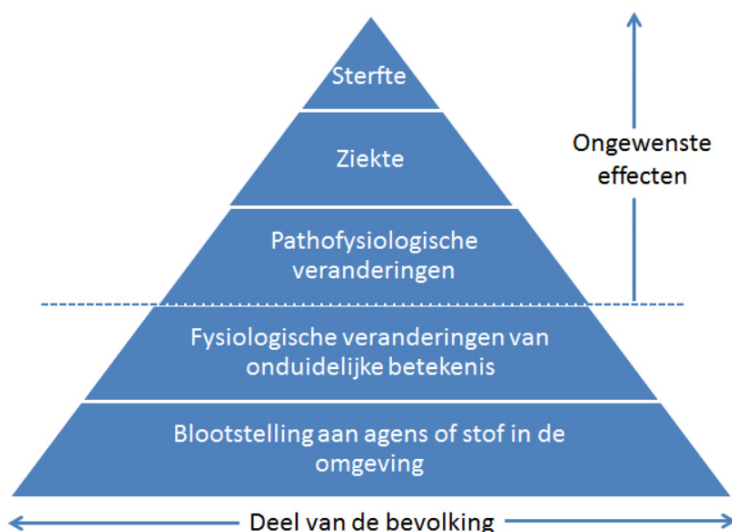 Sterfte
Ziekte
Ongewenste
effecten
Pathofysiologische
veranderingen
Fysiologische veranderingen van
onduidelijke betekenis
Blootstelling aan agens of stof in de
omgeving
Deel van de bevolking